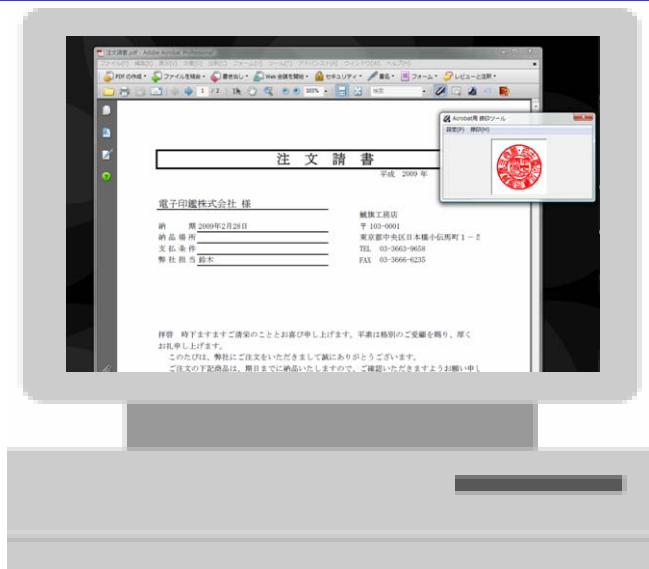 注文請書.pdf - Adobe Acrobat Professional
PDF の作成 ファイルを結合 書き出し Web 会議を開始 セキュリティ 署名 フォーム レビューと注釈
1 / 2 103% 検索
Acrobat用 捺印ツール
設定(P) 捺印(H)
注文請書
平成 2009 年
電子印鑑株式会社 様
納 期 2009年2月28日
納品場所
支払条件
弊社担当 鈴木
〒 103-0001
東京都中央区日本橋小伝馬町1-
TEL 03-3663-9658
FAX 03-3666-6235
拝啓 時下ますますご清栄のこととお喜び申し上げます。平素は格別のご愛顧を賜り、厚く
お礼申し上げます。
このたびは、弊社にご注文をいただきまして誠にありがとうございます。
ご注文の下記商品は、期日までに納品いたしますので、ご確認いただきますようお願い申し